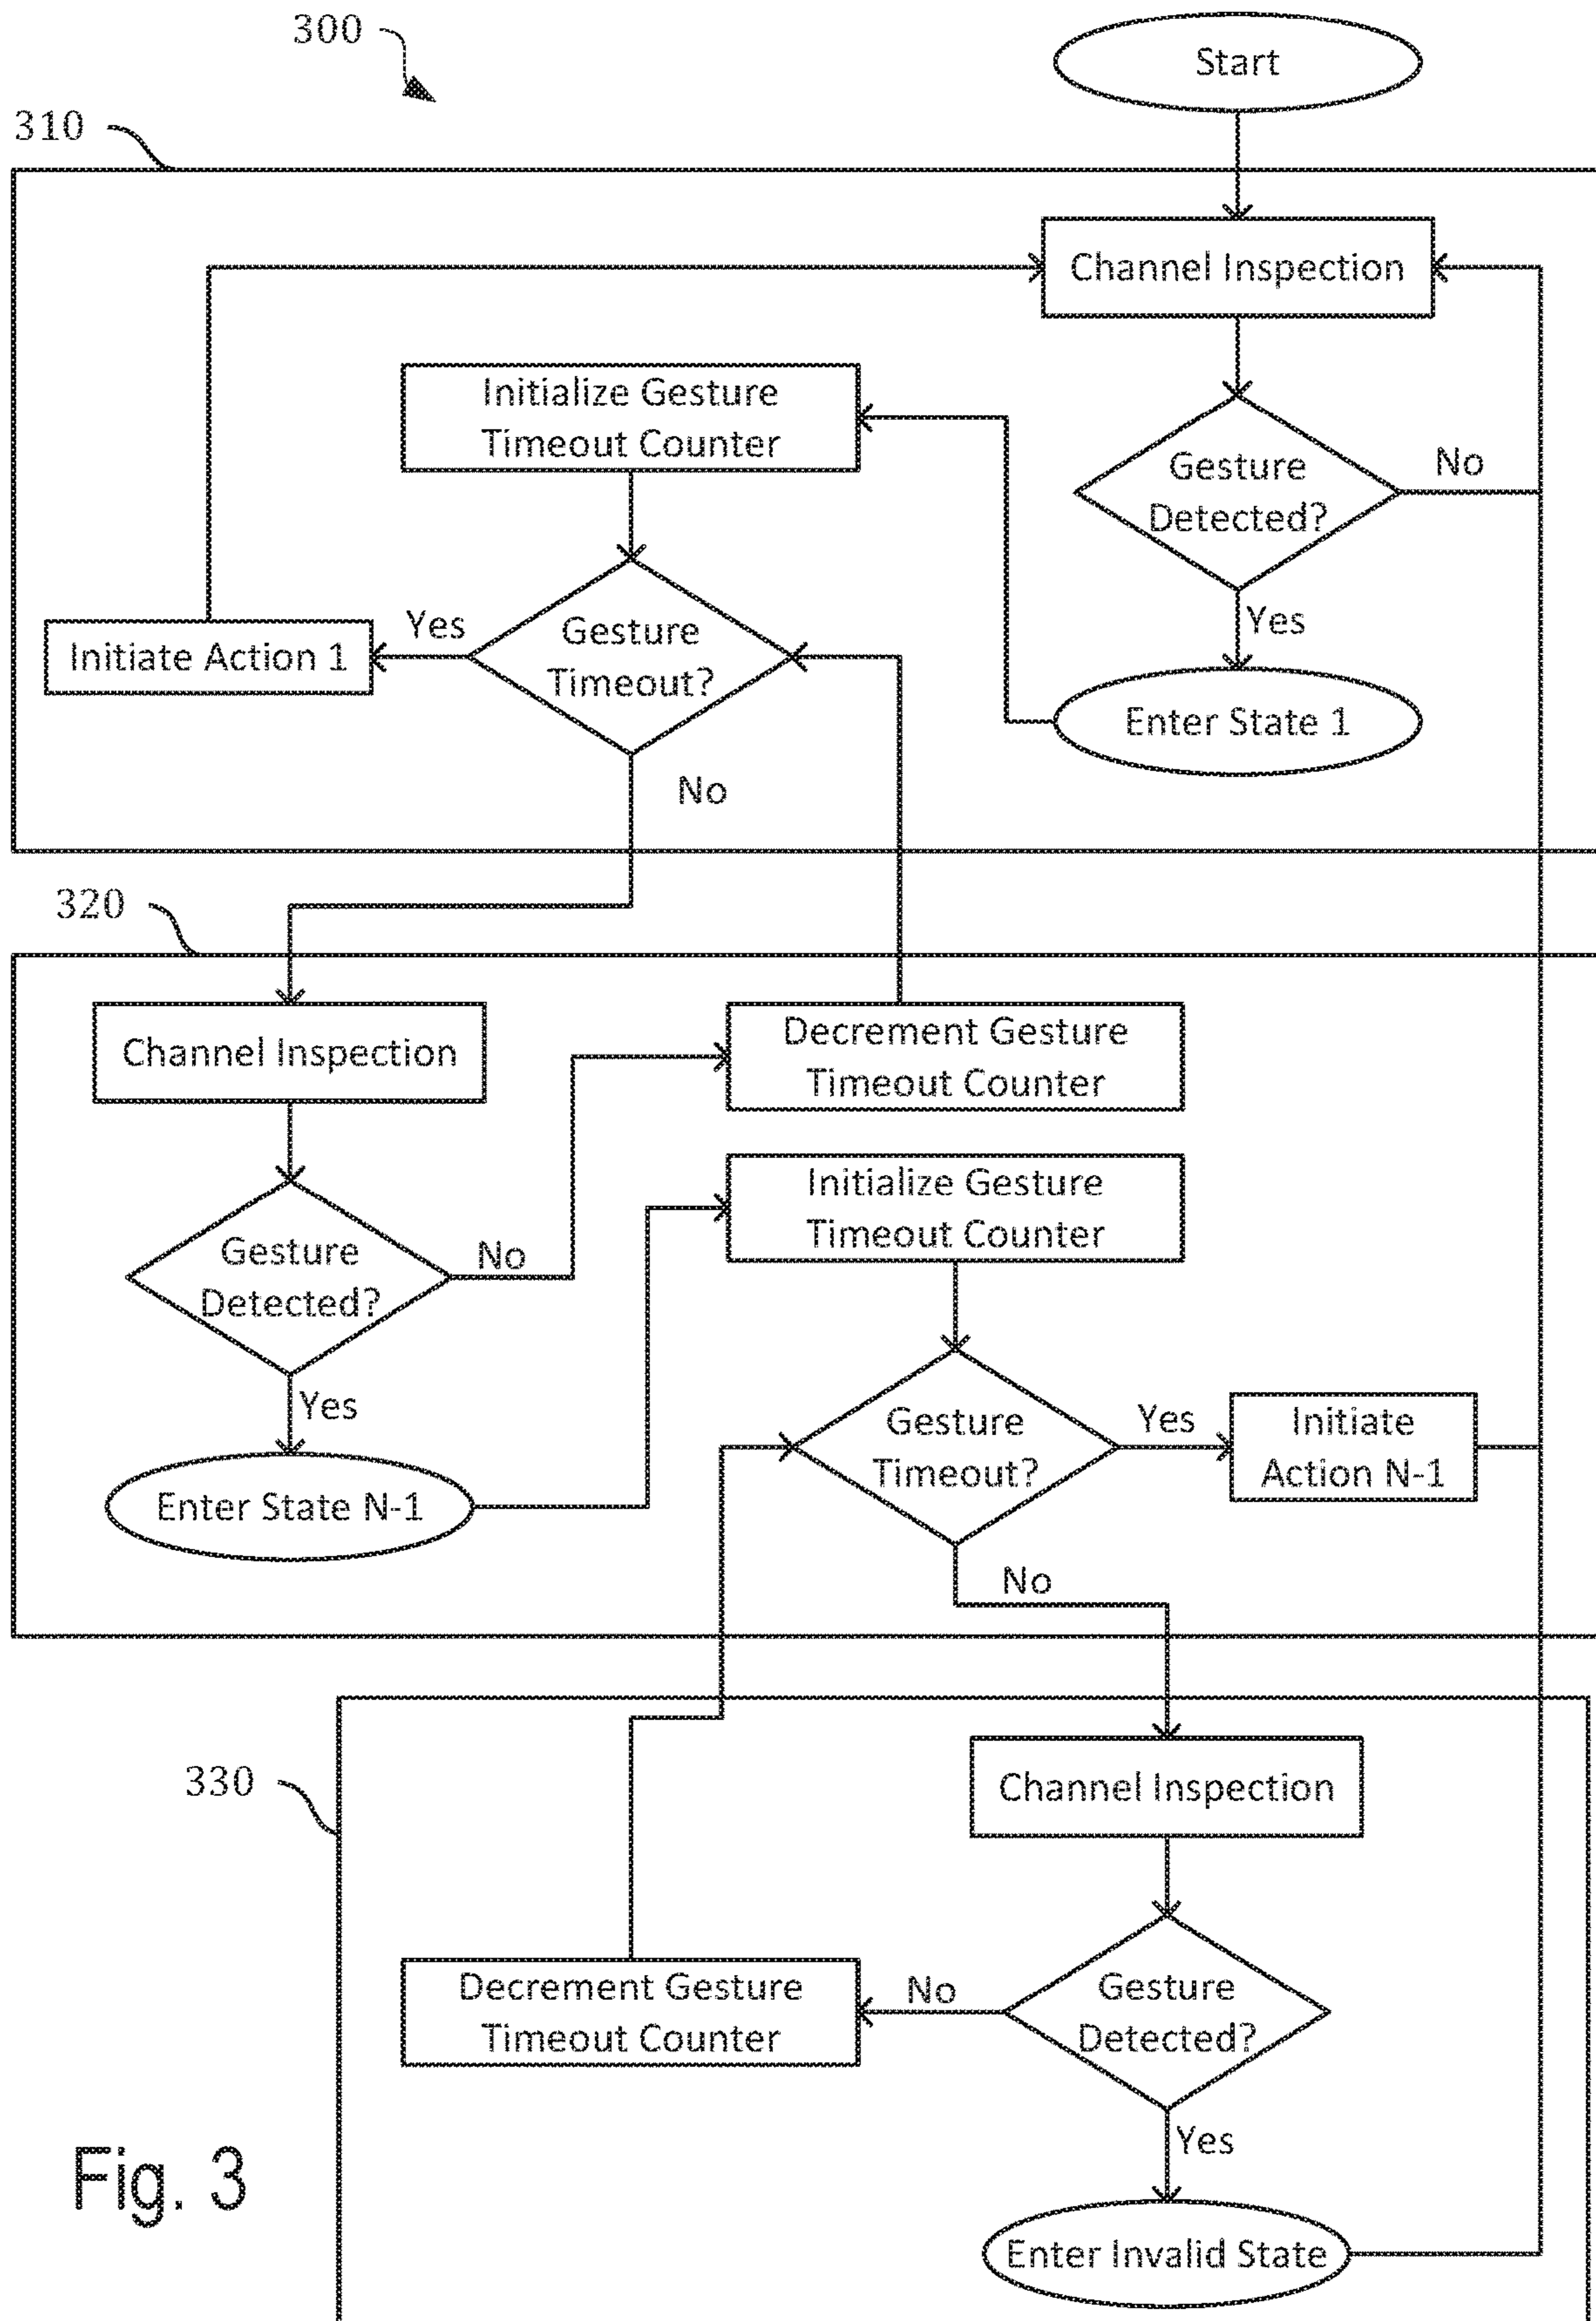 300
Start
310
Channel Inspection
Initialize Gesture
Timeout Counter
Gesture
Detected?
No
Yes
Gesture
Timeout?
Yes
Initiate Action 1
Enter State 1
No
320
Channel Inspection
Decrement Gesture
Timeout Counter
Initialize Gesture
Timeout Counter
Gesture
Detected?
No
Yes
Enter State N-1
Gesture
Timeout?
Yes
Initiate
Action N-1
No
330
Channel Inspection
Decrement Gesture
Timeout Counter
No
Gesture
Detected?
Yes
Enter Invalid State
Fig. 3